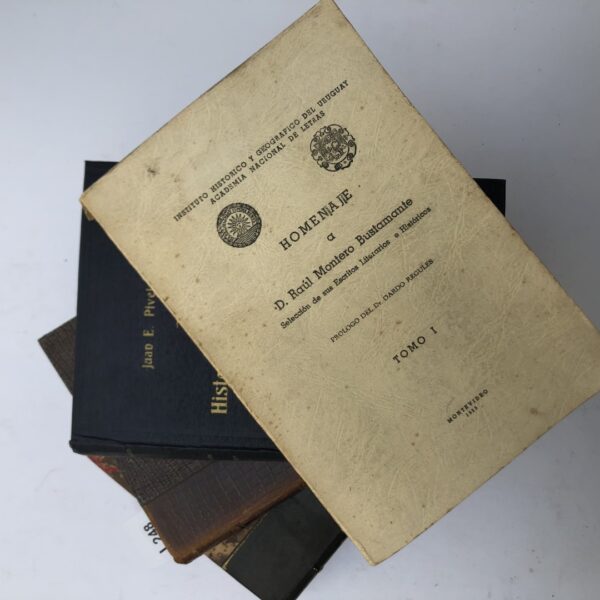 INSTITUTO HISTORICO Y GEOGRAFICO DEL URUGUAY
ACADEMIA NACIONAL DE LETRAS
HOMENAJE
a
D. Raúl Montero Bustamante
Selección de sus Escritos Literarios e Históricos
PROLOGO DEL Dr. DARDO REGULES
TOMO I
MONTEVIDEO
Juan E. Pivel
Hist
L 248